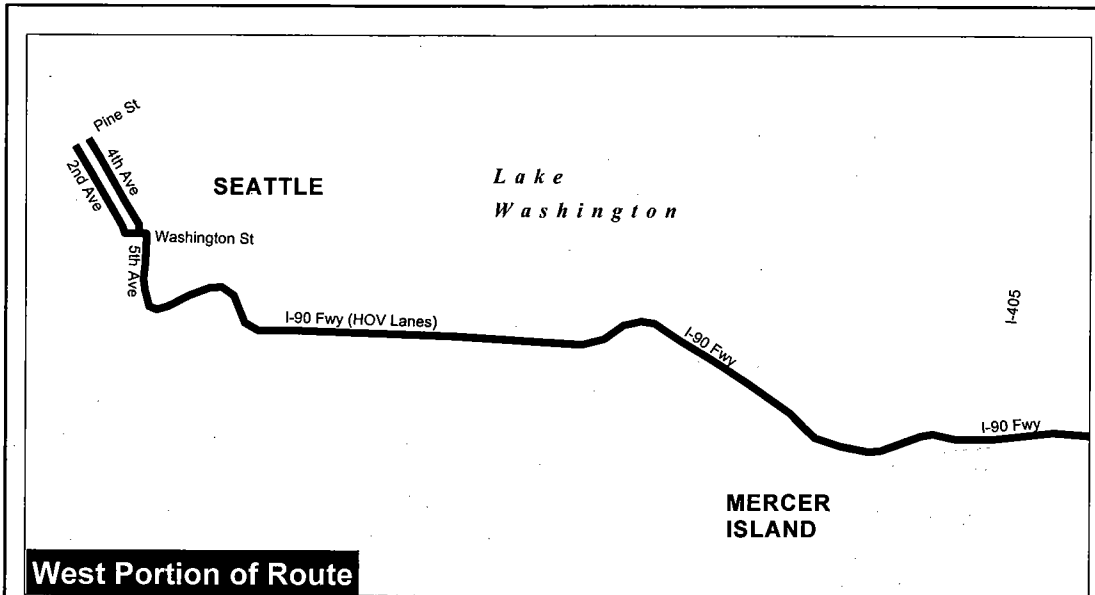 Pine St
4th Ave
2nd Ave
SEATTLE
Lake
Washington
Washington St
5th Ave
I-90 Fwy (HOV Lanes)
I-90 Fwy
I-405
I-90 Fwy
MERCER
ISLAND
West Portion of Route